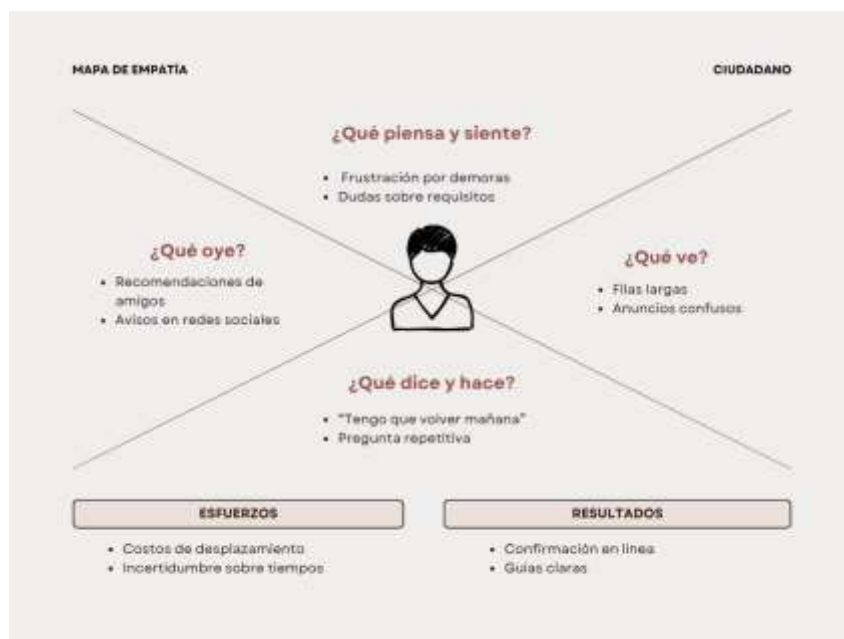 MAPA DE EMPATÍA
CIUDADANO
¿Qué piensa y siente?
• Frustración por demoras
• Dudas sobre requisitos
¿Qué oye?
• Recomendaciones de
amigos
• Avisos en redes sociales
¿Qué ve?
• Filas largas
• Anuncios confusos
¿Qué dice y hace?
• "Tengo que volver mañana"
• Pregunta repetitiva
ESFUERZOS
• Costos de desplazamiento
• Incertidumbre sobre tiempos
RESULTADOS
• Confirmación en línea
• Guías claras